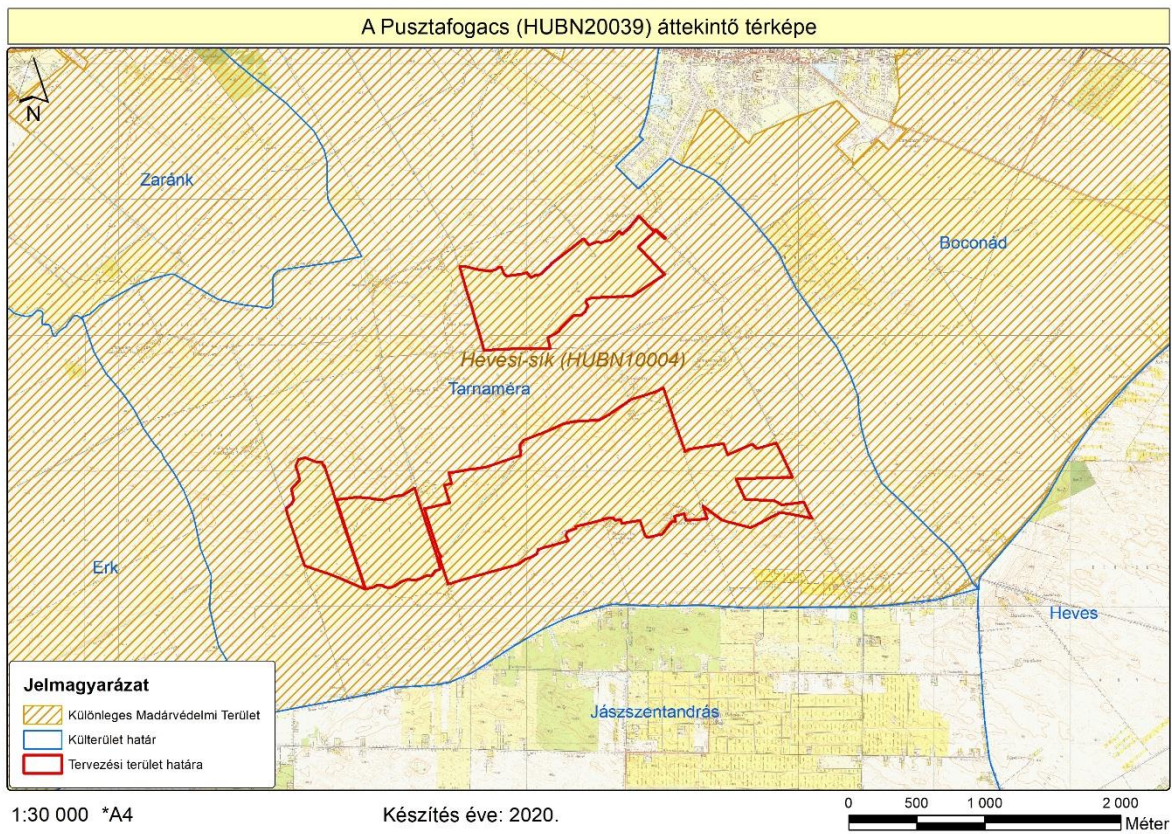 A Pusztafogacs (HUBN20039) áttekintő térképe
N
Zaránk
Boconád
Hevesi-sík (HUBN10004)
Tarnaméra
Erk
Heves
Jászszentandrás
Jelmagyarázat
Különleges Madárvédelmi Terület
Külterület határ
Tervezési terület határa
1:30 000 *A4
Készítés éve: 2020.
0 500 1 000 2 000
Méter